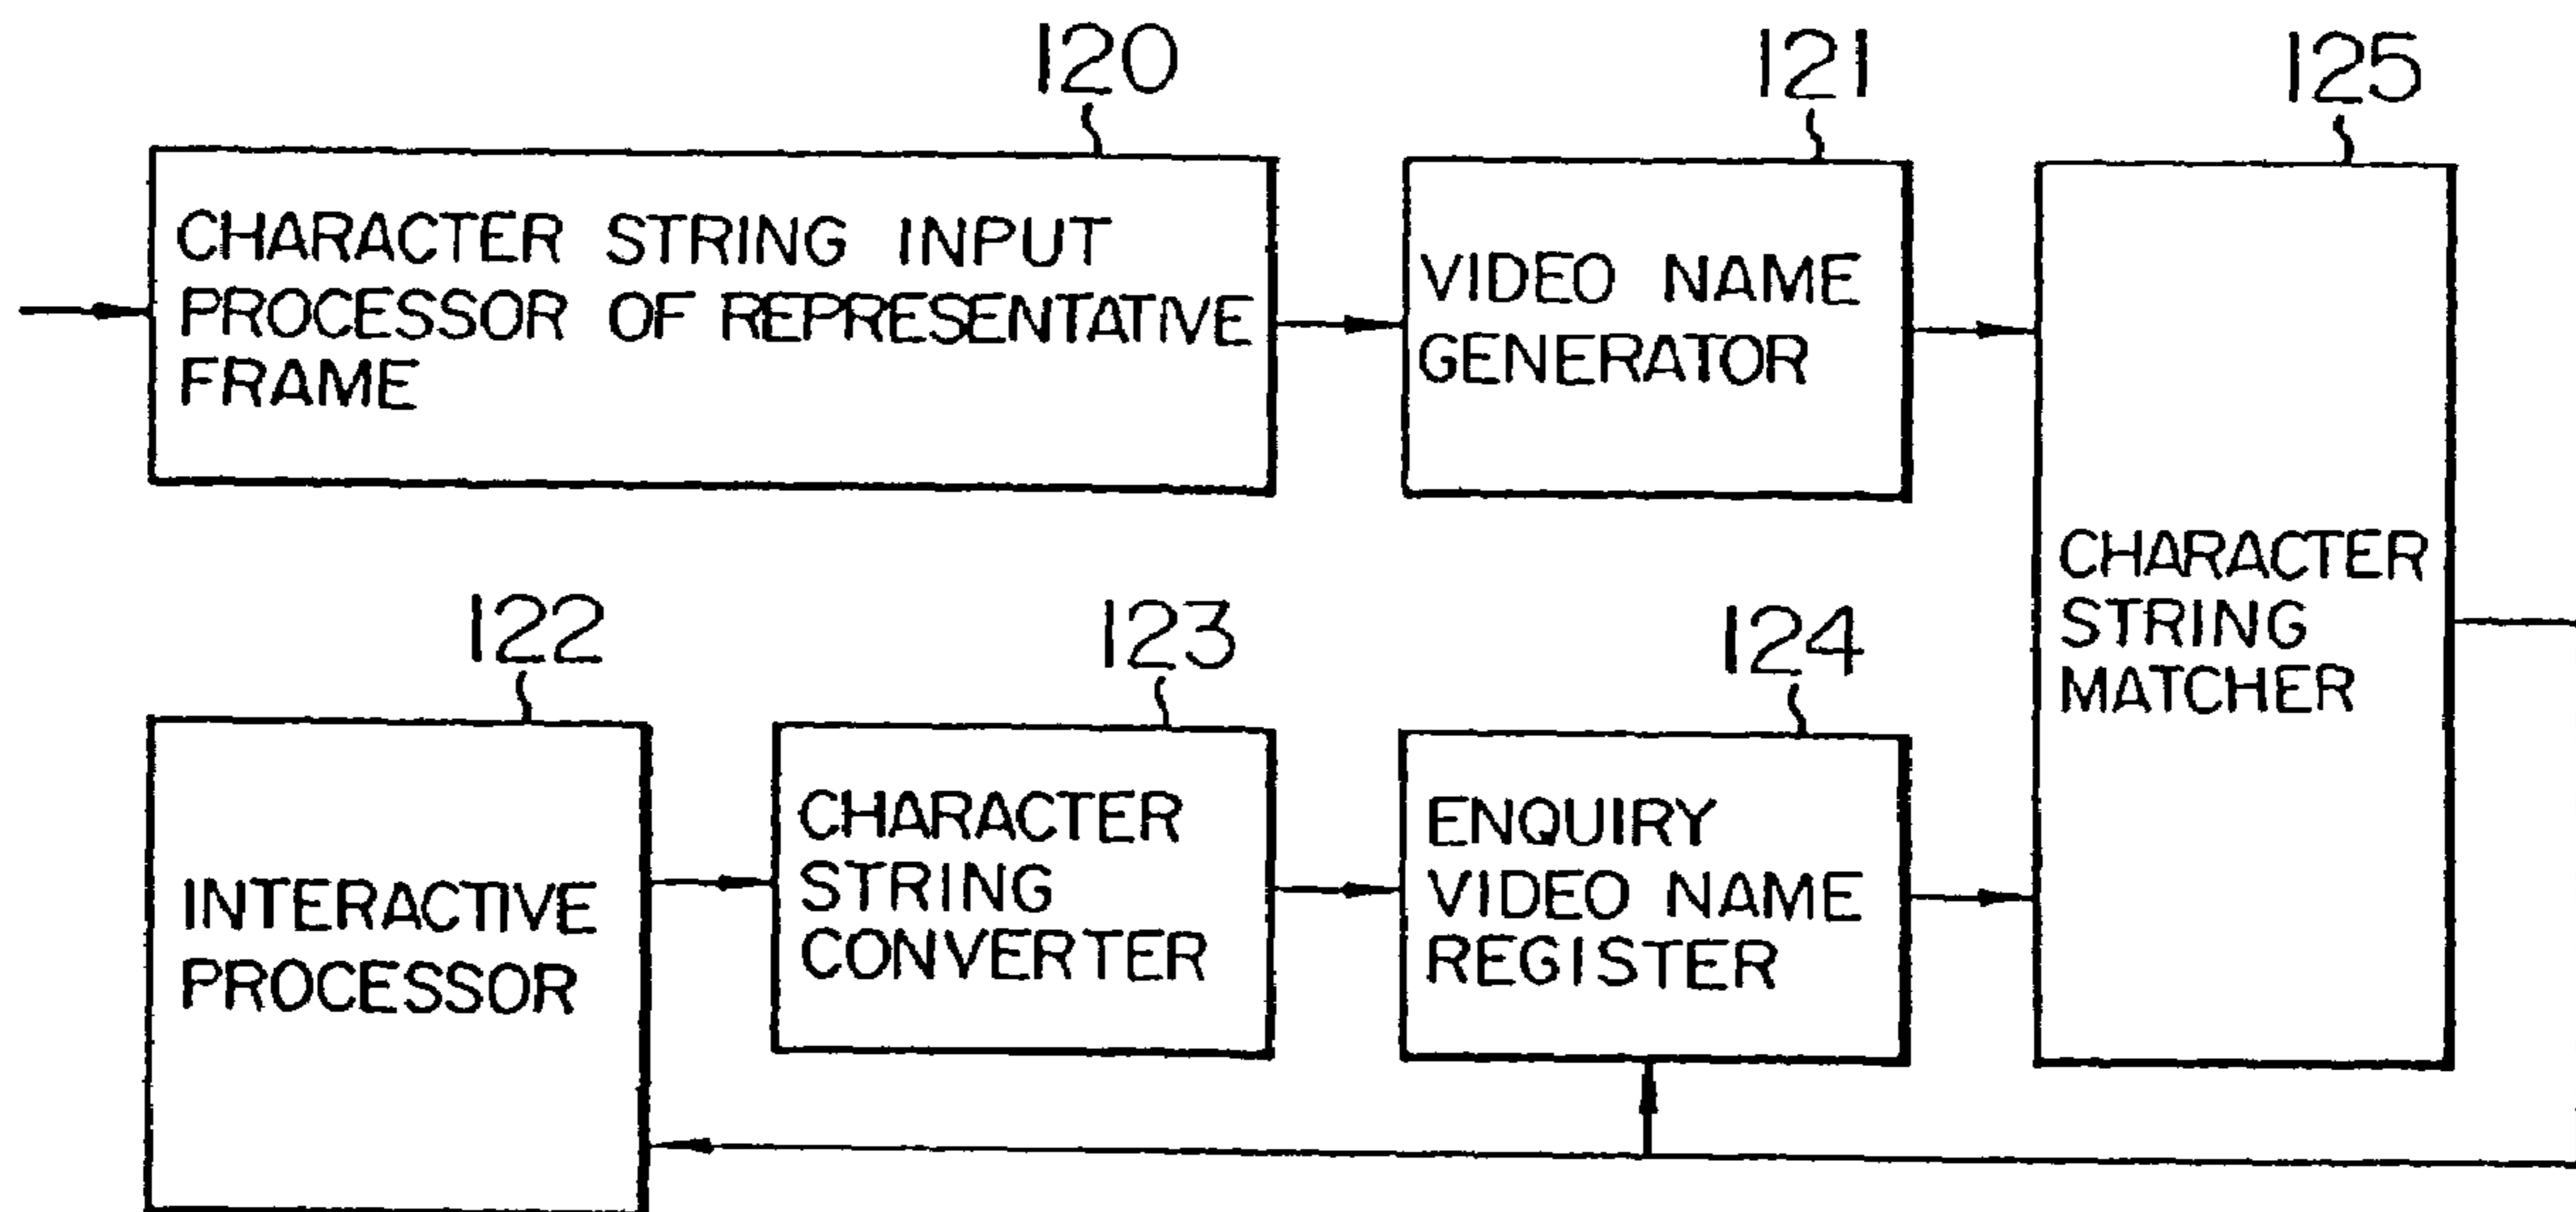 120
CHARACTER STRING INPUT
PROCESSOR OF REPRESENTATIVE
FRAME
121
VIDEO NAME
GENERATOR
125
CHARACTER
STRING
MATCHER
122
INTERACTIVE
PROCESSOR
123
CHARACTER
STRING
CONVERTER
124
ENQUIRY
VIDEO NAME
REGISTER